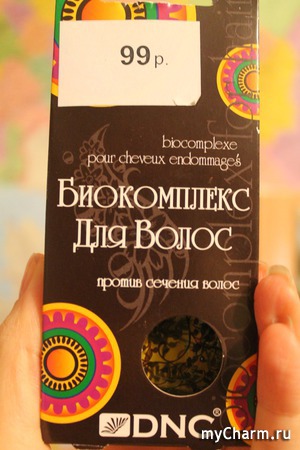 99 р.
biocomplexe
pour cheveux endommagés
Биокомплекс
Для Волос
против сечения волос
DNC
myCharm.ru